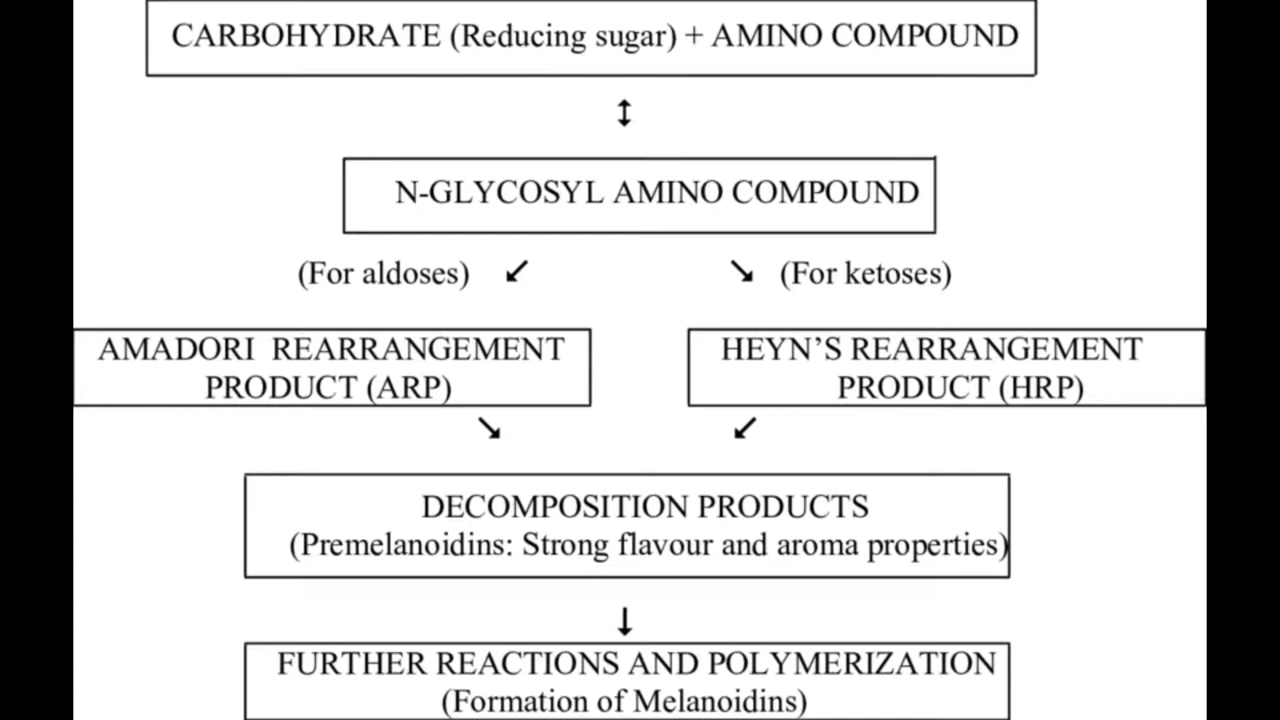 CARBOHYDRATE (Reducing sugar) + AMINO COMPOUND
N-GLYCOSYL AMINO COMPOUND
(For aldoses)
(For ketoses)
AMADORI REARRANGEMENT
PRODUCT (ARP)
HEYN’S REARRANGEMENT
PRODUCT (HRP)
DECOMPOSITION PRODUCTS
(Premelanoidins: Strong flavour and aroma properties)
FURTHER REACTIONS AND POLYMERIZATION
(Formation of Melanoidins)